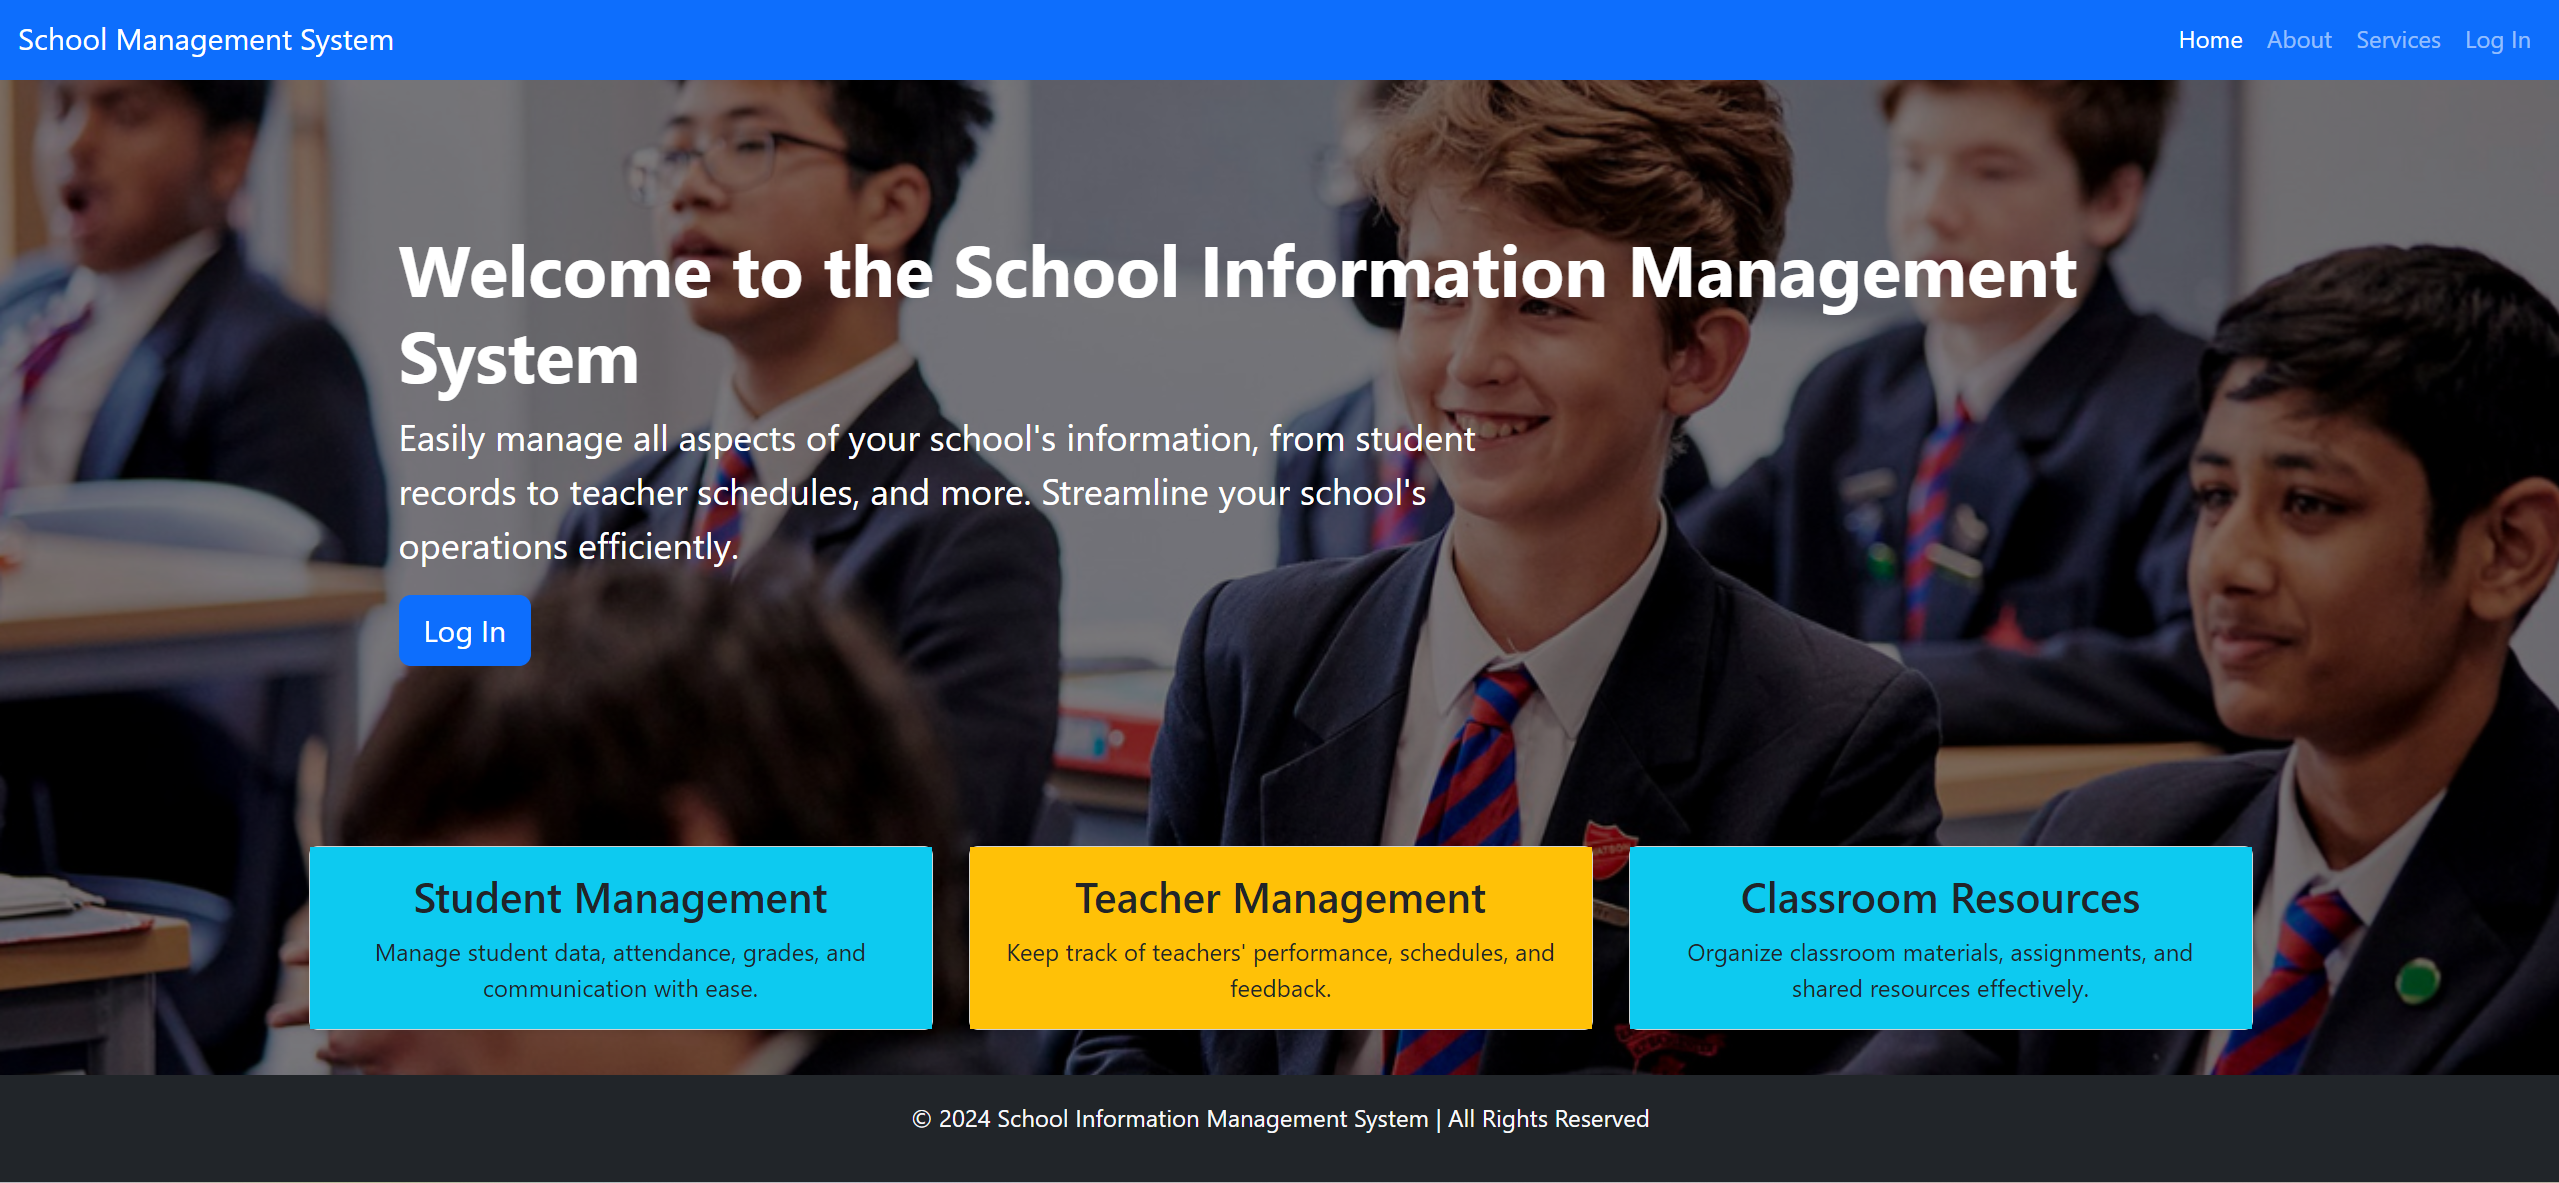 School Management System
Home About Services Log In
Welcome to the School Information Management
System
Easily manage all aspects of your school's information, from student
records to teacher schedules, and more. Streamline your school's
operations efficiently.
Log In
Student Management
Manage student data, attendance, grades, and
communication with ease.
Teacher Management
Keep track of teachers' performance, schedules, and
feedback.
Classroom Resources
Organize classroom materials, assignments, and
shared resources effectively.
© 2024 School Information Management System | All Rights Reserved